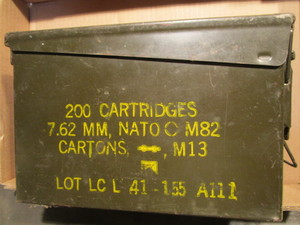 200 CARTRIDGES
7.62 MM, NATO M82
CARTONS, , M13
LOT LC L 41-155 A111